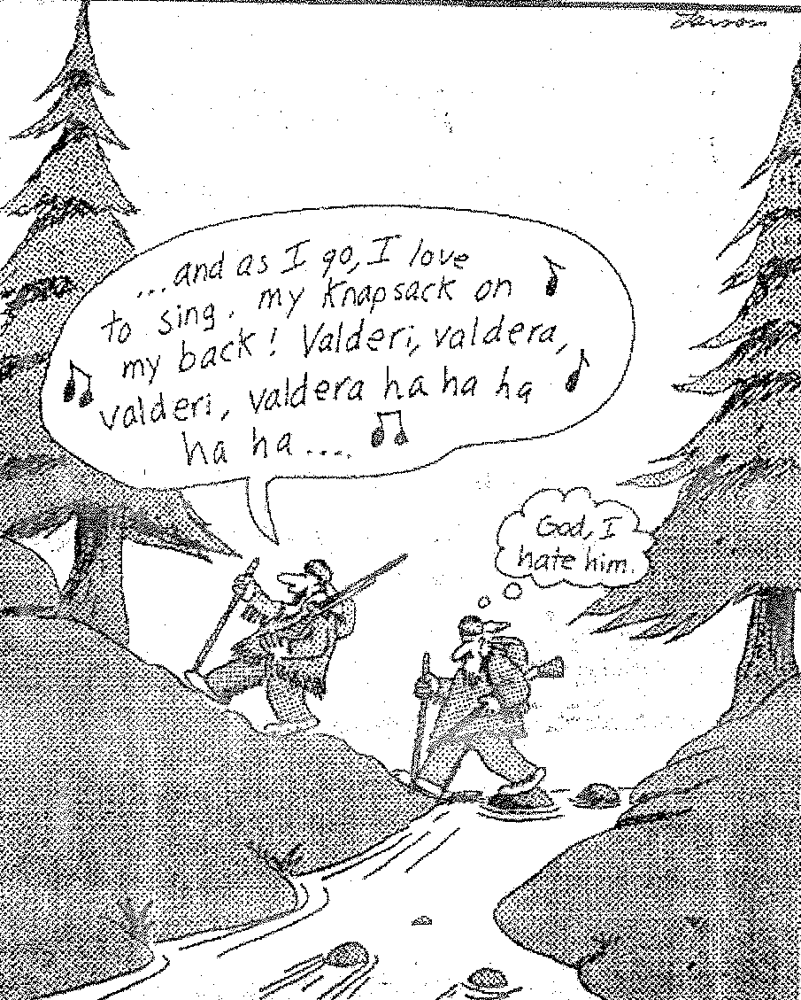 Larson
...and as I go, I love
to sing. my knapsack on
my back! Valderi, valdera,
valderi, valdera ha ha ha
ha ha....
God, I
hate him.